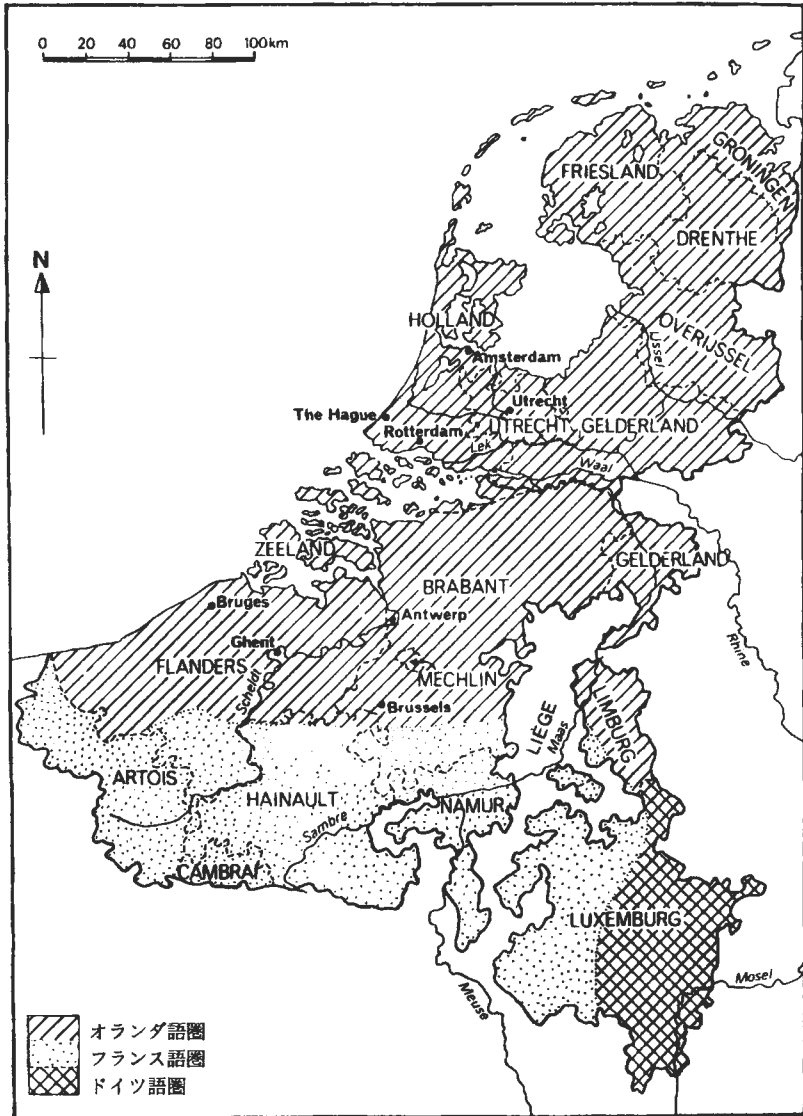 0 20 40 60 80 100km
GRONINGEN
FRIESLAND
DRENTHE
N
HOLLAND
OVERIJSSEL
IJssel
Amsterdam
Utrecht
The Hague
UTRECHT
GELDERLAND
Rotterdam
Lek
Waal
ZEELAND
GELDERLAND
BRABANT
Bruges
Antwerp
Rhine
Ghent
FLANDERS
MECHLIN
Scheldt
Brussels
LIÈGE
Maas
LIMBURG
ARTOIS
HAINAULT
NAMUR
Sambre
CAMBRAI
LUXEMBURG
Mosel
Meuse
オランダ語圏
フランス語圏
ドイツ語圏